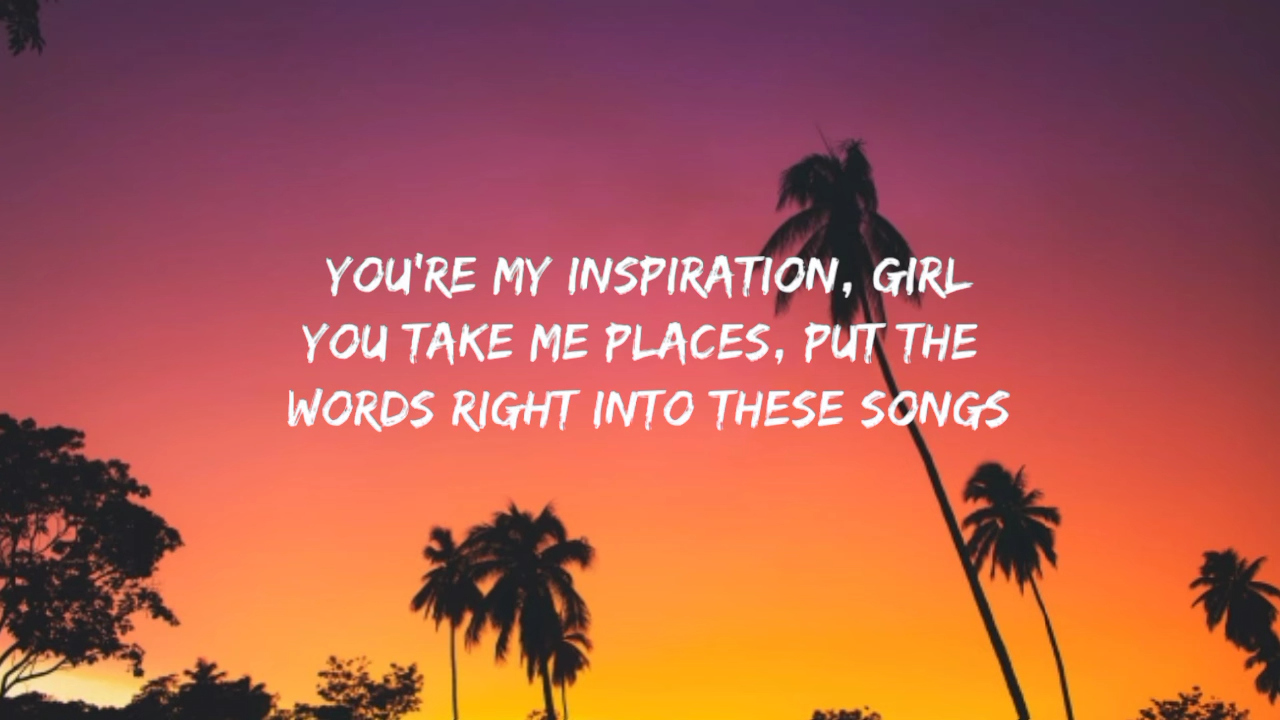 YOU'RE MY INSPIRATION, GIRL
YOU TAKE ME PLACES, PUT THE
WORDS RIGHT INTO THESE SONGS